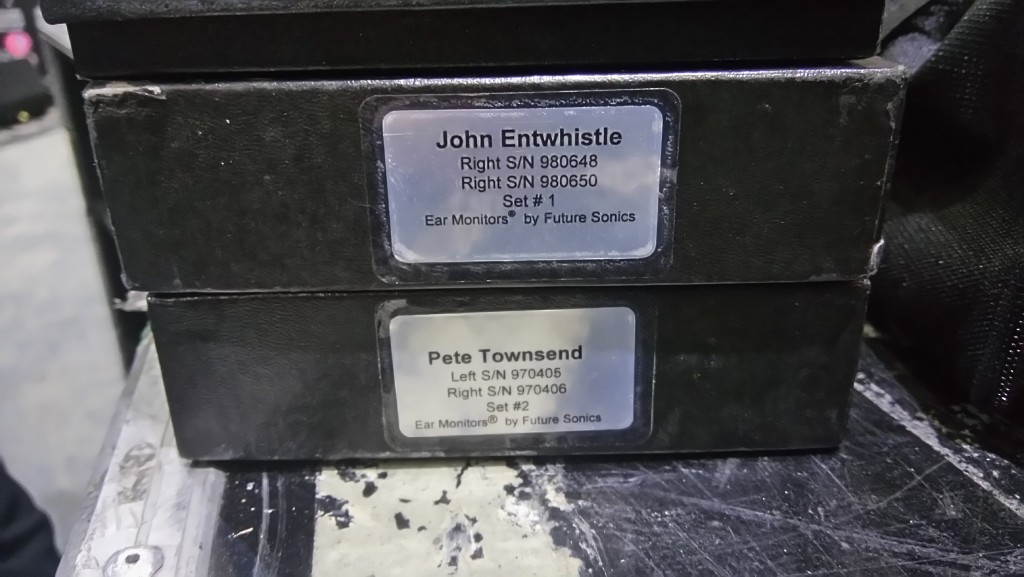 John Entwhistle
Right S/N 980648
Right S/N 980650
Set # 1
Ear Monitors® by Future Sonics
Pete Townsend
Left S/N 970405
Right S/N 970406
Set #2
Ear Monitors® by Future Sonics